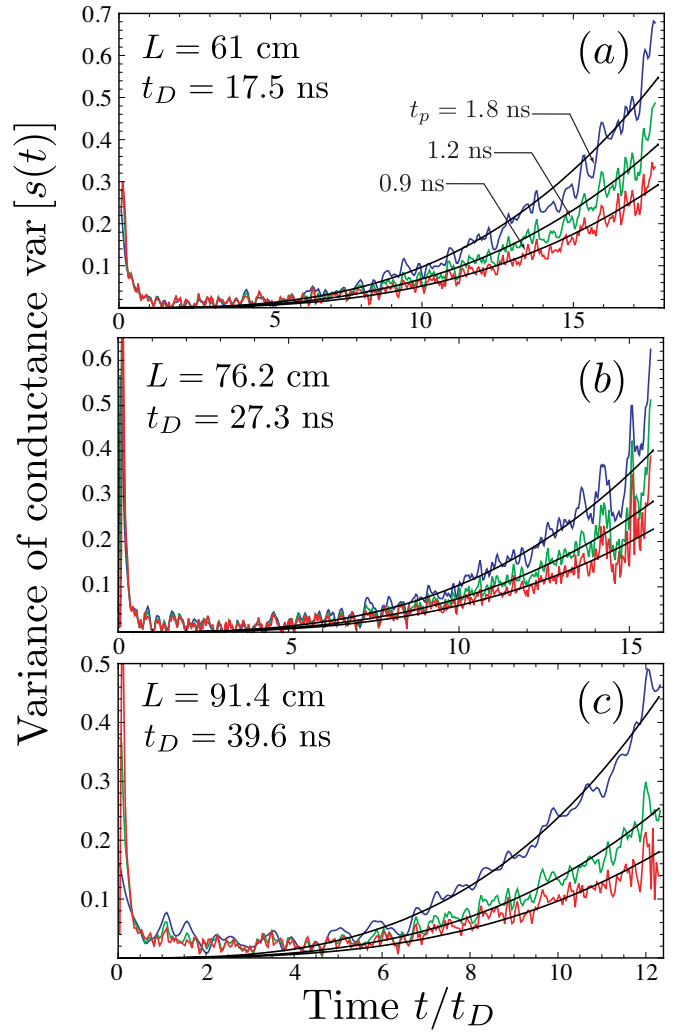 Variance of conductance var [s(t)]
0.7
0.6
0.5
0.4
0.3
0.2
0.1
L = 61 cm
t_D = 17.5 ns
(a)
t_p = 1.8 ns
1.2 ns
0.9 ns
0 5 10 15
0.6
0.5
0.4
0.3
0.2
0.1
L = 76.2 cm
t_D = 27.3 ns
(b)
0 5 10 15
0.5
0.4
0.3
0.2
0.1
L = 91.4 cm
t_D = 39.6 ns
(c)
0 2 4 6 8 10 12
Time t/t_D